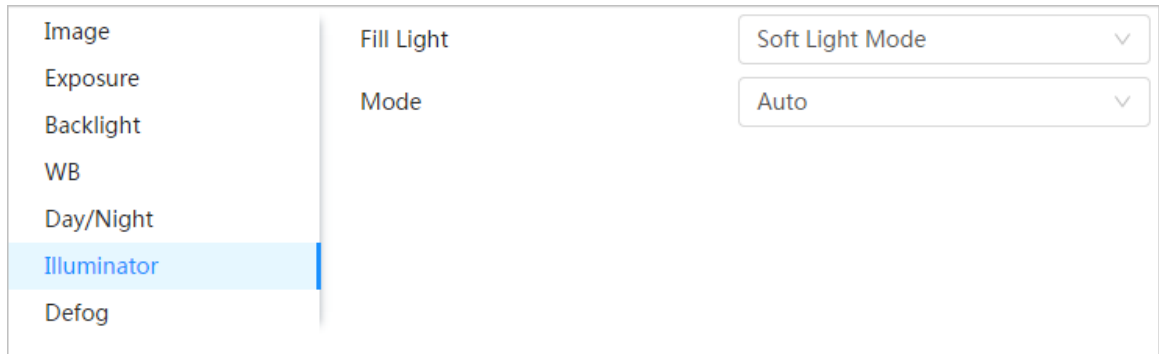 Image
Exposure
Backlight
WB
Day/Night
Illuminator
Defog
Fill Light
Soft Light Mode
Mode
Auto